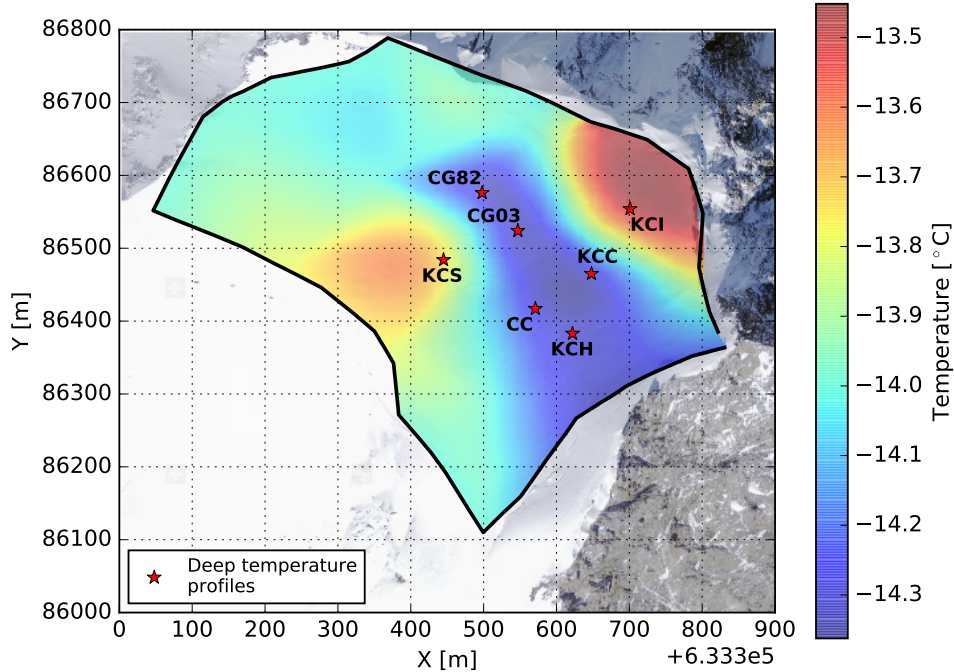 86800
86700
86600
86500
86400
86300
86200
86100
86000
Y [m]
0 100 200 300 400 500 600 700 800 900
X [m]
+6.333e5
CG82
CG03
KCI
KCC
KCS
CC
KCH
Deep temperature
profiles
−13.5
−13.6
−13.7
−13.8
−13.9
−14.0
−14.1
−14.2
−14.3
Temperature [°C]